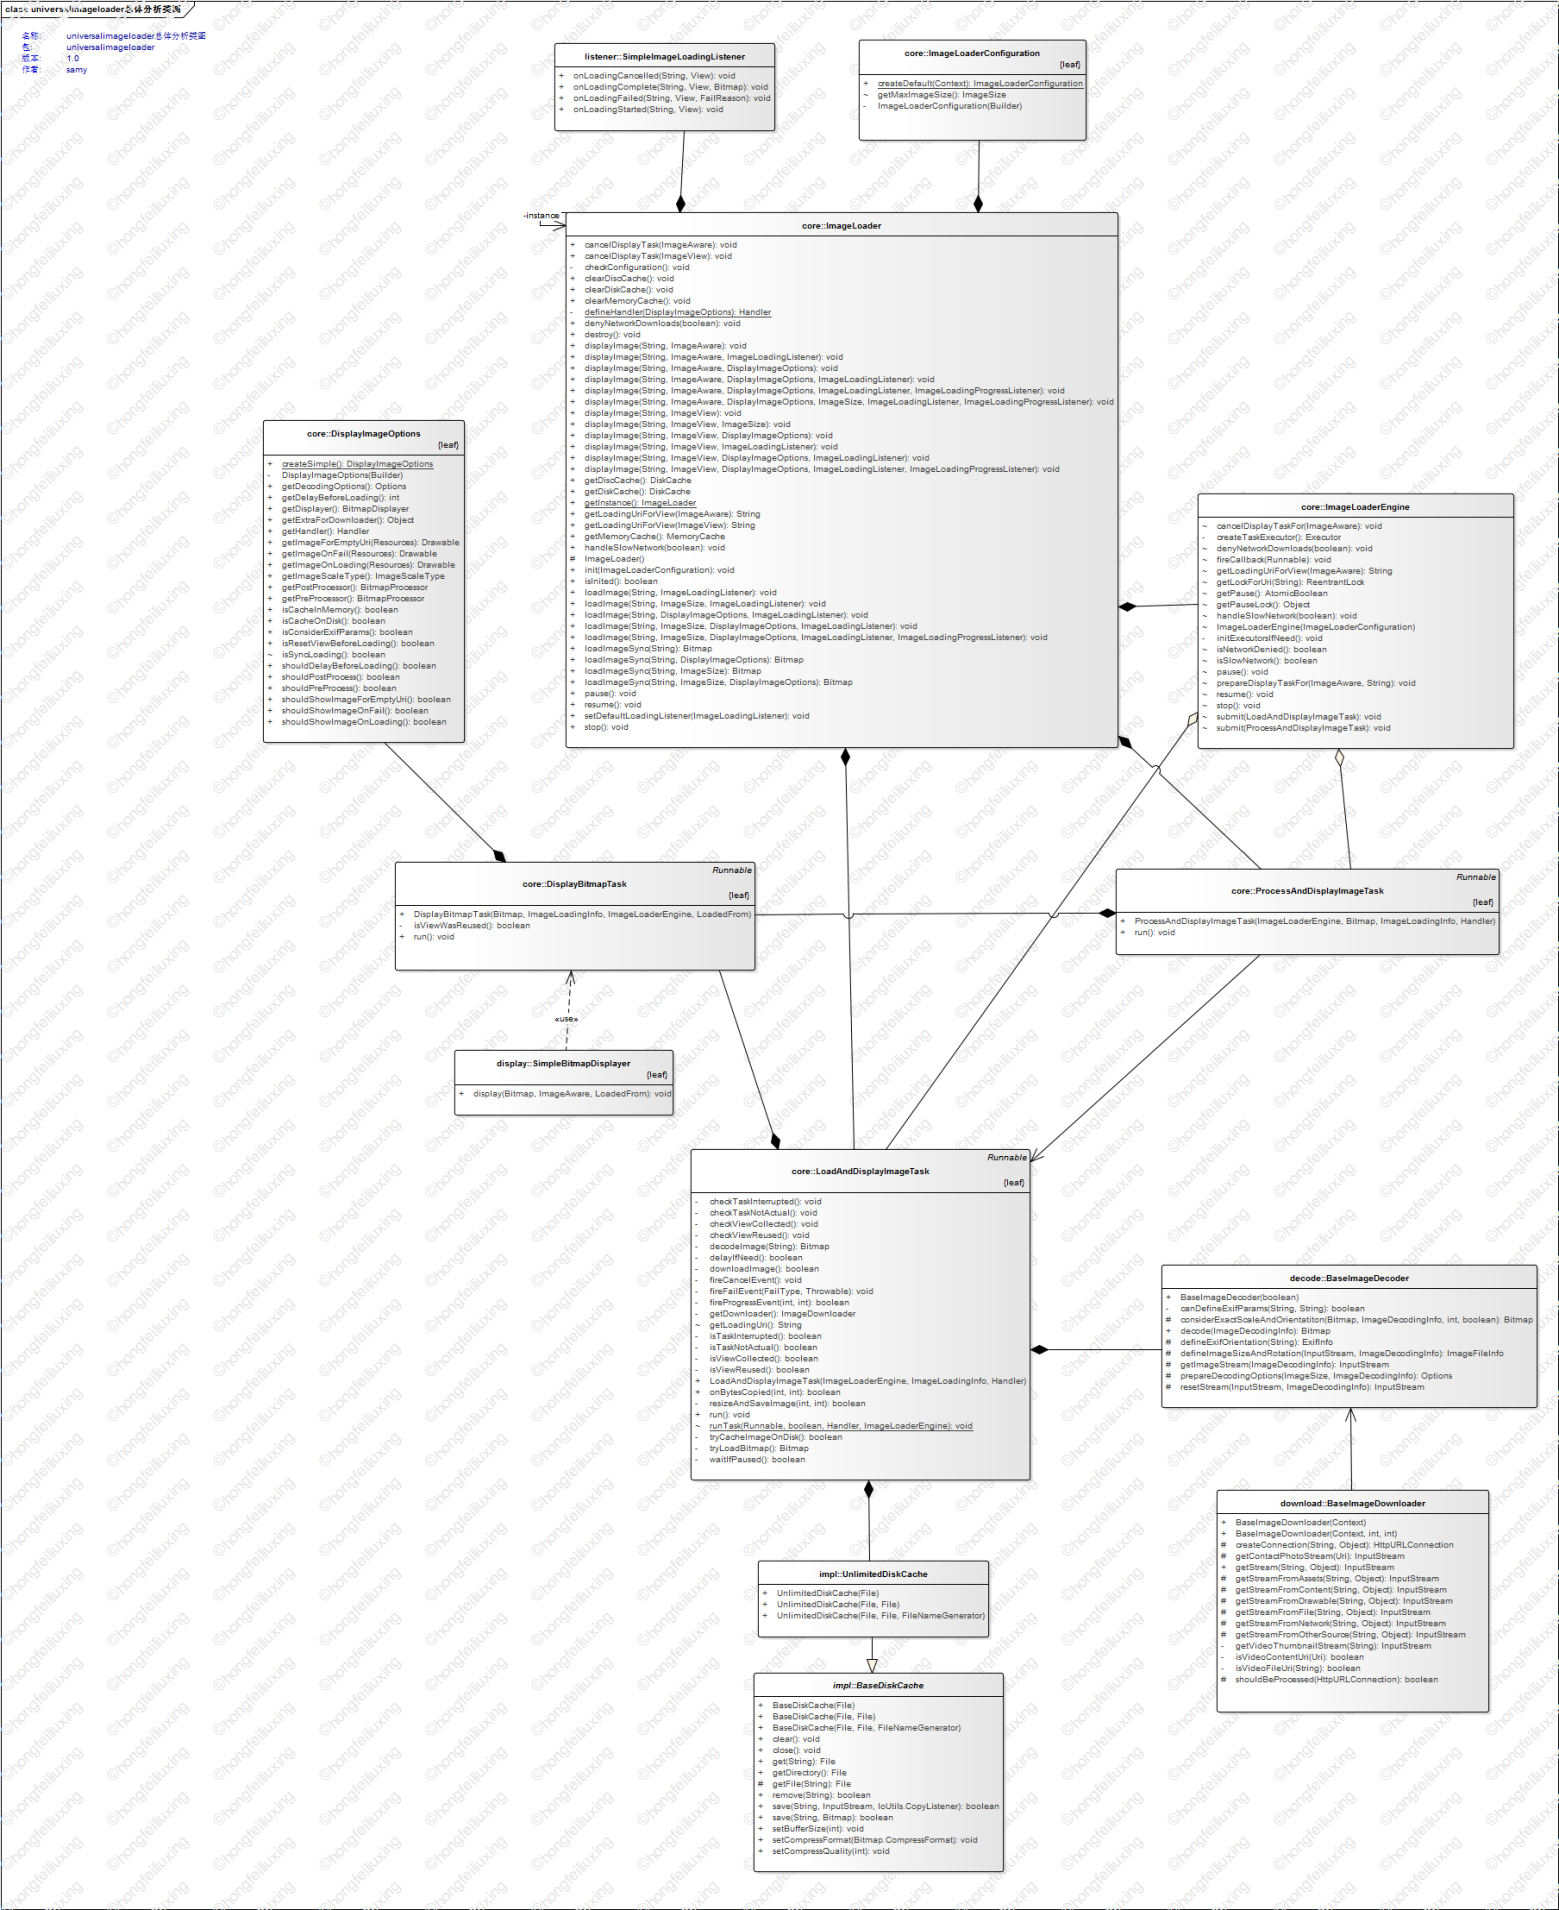 class universalimageloader总体分析类图
名称: universalimageloader总体分析类图
包: universalimageloader
版本: 1.0
作者: samy
listener::SimpleImageLoadingListener
+ onLoadingCancelled(String, View): void
+ onLoadingComplete(String, View, Bitmap): void
+ onLoadingFailed(String, View, FailReason): void
+ onLoadingStarted(String, View): void
core::ImageLoaderConfiguration
{leaf}
+ createDefault(Context): ImageLoaderConfiguration
~ getMaxImageSize(): ImageSize
- ImageLoaderConfiguration(Builder)
-instance
core::ImageLoader
+ cancelDisplayTask(ImageAware): void
+ cancelDisplayTask(ImageView): void
- checkConfiguration(): void
+ clearDiscCache(): void
+ clearDiskCache(): void
+ clearMemoryCache(): void
- defineHandler(DisplayImageOptions): Handler
+ denyNetworkDownloads(boolean): void
+ destroy(): void
+ displayImage(String, ImageAware): void
+ displayImage(String, ImageAware, ImageLoadingListener): void
+ displayImage(String, ImageAware, DisplayImageOptions): void
+ displayImage(String, ImageAware, DisplayImageOptions, ImageLoadingListener): void
+ displayImage(String, ImageAware, DisplayImageOptions, ImageLoadingListener, ImageLoadingProgressListener): void
+ displayImage(String, ImageAware, DisplayImageOptions, ImageSize, ImageLoadingListener, ImageLoadingProgressListener): void
+ displayImage(String, ImageView): void
+ displayImage(String, ImageView, ImageSize): void
+ displayImage(String, ImageView, DisplayImageOptions): void
+ displayImage(String, ImageView, ImageLoadingListener): void
+ displayImage(String, ImageView, DisplayImageOptions, ImageLoadingListener): void
+ displayImage(String, ImageView, DisplayImageOptions, ImageLoadingListener, ImageLoadingProgressListener): void
+ getDiscCache(): DiskCache
+ getDiskCache(): DiskCache
+ getInstance(): ImageLoader
+ getLoadingUriForView(ImageAware): String
+ getLoadingUriForView(ImageView): String
+ getMemoryCache(): MemoryCache
+ handleSlowNetwork(boolean): void
# ImageLoader()
+ init(ImageLoaderConfiguration): void
+ isInited(): boolean
+ loadImage(String, ImageLoadingListener): void
+ loadImage(String, ImageSize, ImageLoadingListener): void
+ loadImage(String, DisplayImageOptions, ImageLoadingListener): void
+ loadImage(String, ImageSize, DisplayImageOptions, ImageLoadingListener): void
+ loadImage(String, ImageSize, DisplayImageOptions, ImageLoadingListener, ImageLoadingProgressListener): void
+ loadImageSync(String): Bitmap
+ loadImageSync(String, DisplayImageOptions): Bitmap
+ loadImageSync(String, ImageSize): Bitmap
+ loadImageSync(String, ImageSize, DisplayImageOptions): Bitmap
+ pause(): void
+ resume(): void
+ setDefaultLoadingListener(ImageLoadingListener): void
+ stop(): void
core::DisplayImageOptions
{leaf}
+ createSimple(): DisplayImageOptions
- DisplayImageOptions(Builder)
+ getDecodingOptions(): Options
+ getDelayBeforeLoading(): int
+ getDisplayer(): BitmapDisplayer
+ getExtraForDownloader(): Object
+ getHandler(): Handler
+ getImageForEmptyUri(Resources): Drawable
+ getImageOnFail(Resources): Drawable
+ getImageOnLoading(Resources): Drawable
+ getImageScaleType(): ImageScaleType
+ getPostProcessor(): BitmapProcessor
+ getPreProcessor(): BitmapProcessor
+ isCacheInMemory(): boolean
+ isCacheOnDisk(): boolean
+ isConsiderExifParams(): boolean
+ isResetViewBeforeLoading(): boolean
~ isSyncLoading(): boolean
+ shouldDelayBeforeLoading(): boolean
+ shouldPostProcess(): boolean
+ shouldPreProcess(): boolean
+ shouldShowImageForEmptyUri(): boolean
+ shouldShowImageOnFail(): boolean
+ shouldShowImageOnLoading(): boolean
core::ImageLoaderEngine
~ cancelDisplayTaskFor(ImageAware): void
- createTaskExecutor(): Executor
~ denyNetworkDownloads(boolean): void
~ fireCallback(Runnable): void
~ getLoadingUriForView(ImageAware): String
~ getLockForUri(String): ReentrantLock
~ getPause(): AtomicBoolean
~ getPauseLock(): Object
~ handleSlowNetwork(boolean): void
~ ImageLoaderEngine(ImageLoaderConfiguration)
- initExecutorsIfNeed(): void
~ isNetworkDenied(): boolean
~ isSlowNetwork(): boolean
~ pause(): void
~ prepareDisplayTaskFor(ImageAware, String): void
~ resume(): void
~ stop(): void
~ submit(LoadAndDisplayImageTask): void
~ submit(ProcessAndDisplayImageTask): void
Runnable
core::DisplayBitmapTask
{leaf}
+ DisplayBitmapTask(Bitmap, ImageLoadingInfo, ImageLoaderEngine, LoadedFrom)
- isViewWasReused(): boolean
+ run(): void
Runnable
core::ProcessAndDisplayImageTask
{leaf}
+ ProcessAndDisplayImageTask(ImageLoaderEngine, Bitmap, ImageLoadingInfo, Handler)
+ run(): void
«use»
display::SimpleBitmapDisplayer
{leaf}
+ display(Bitmap, ImageAware, LoadedFrom): void
Runnable
core::LoadAndDisplayImageTask
{leaf}
- checkTaskInterrupted(): void
- checkTaskNotActual(): void
- checkViewCollected(): void
- checkViewReused(): void
- decodeImage(String): Bitmap
- delayIfNeed(): boolean
- downloadImage(): boolean
- fireCancelEvent(): void
- fireFailEvent(FailType, Throwable): void
- fireProgressEvent(int, int): boolean
- getDownloader(): ImageDownloader
~ getLoadingUri(): String
- isTaskInterrupted(): boolean
- isTaskNotActual(): boolean
- isViewCollected(): boolean
- isViewReused(): boolean
+ LoadAndDisplayImageTask(ImageLoaderEngine, ImageLoadingInfo, Handler)
+ onBytesCopied(int, int): boolean
- resizeAndSaveImage(int, int): boolean
+ run(): void
~ runTask(Runnable, boolean, Handler, ImageLoaderEngine): void
- tryCacheImageOnDisk(): boolean
- tryLoadBitmap(): Bitmap
- waitIfPaused(): boolean
decode::BaseImageDecoder
+ BaseImageDecoder(boolean)
- canDefineExifParams(String, String): boolean
# considerExactScaleAndOrientatiton(Bitmap, ImageDecodingInfo, int, boolean): Bitmap
+ decode(ImageDecodingInfo): Bitmap
# defineExifOrientation(String): ExifInfo
# defineImageSizeAndRotation(InputStream, ImageDecodingInfo): ImageFileInfo
# getImageStream(ImageDecodingInfo): InputStream
# prepareDecodingOptions(ImageSize, ImageDecodingInfo): Options
# resetStream(InputStream, ImageDecodingInfo): InputStream
download::BaseImageDownloader
+ BaseImageDownloader(Context)
+ BaseImageDownloader(Context, int, int)
# createConnection(String, Object): HttpURLConnection
# getContactPhotoStream(Uri): InputStream
+ getStream(String, Object): InputStream
# getStreamFromAssets(String, Object): InputStream
# getStreamFromContent(String, Object): InputStream
# getStreamFromDrawable(String, Object): InputStream
# getStreamFromFile(String, Object): InputStream
# getStreamFromNetwork(String, Object): InputStream
# getStreamFromOtherSource(String, Object): InputStream
- getVideoThumbnailStream(String): InputStream
- isVideoContentUri(Uri): boolean
- isVideoFileUri(String): boolean
# shouldBeProcessed(HttpURLConnection): boolean
impl::UnlimitedDiskCache
+ UnlimitedDiskCache(File)
+ UnlimitedDiskCache(File, File)
+ UnlimitedDiskCache(File, File, FileNameGenerator)
impl::BaseDiskCache
+ BaseDiskCache(File)
+ BaseDiskCache(File, File)
+ BaseDiskCache(File, File, FileNameGenerator)
+ clear(): void
+ close(): void
+ get(String): File
+ getDirectory(): File
# getFile(String): File
+ remove(String): boolean
+ save(String, InputStream, IoUtils.CopyListener): boolean
+ save(String, Bitmap): boolean
+ setBufferSize(int): void
+ setCompressFormat(Bitmap.CompressFormat): void
+ setCompressQuality(int): void
©hongfeiliuxing